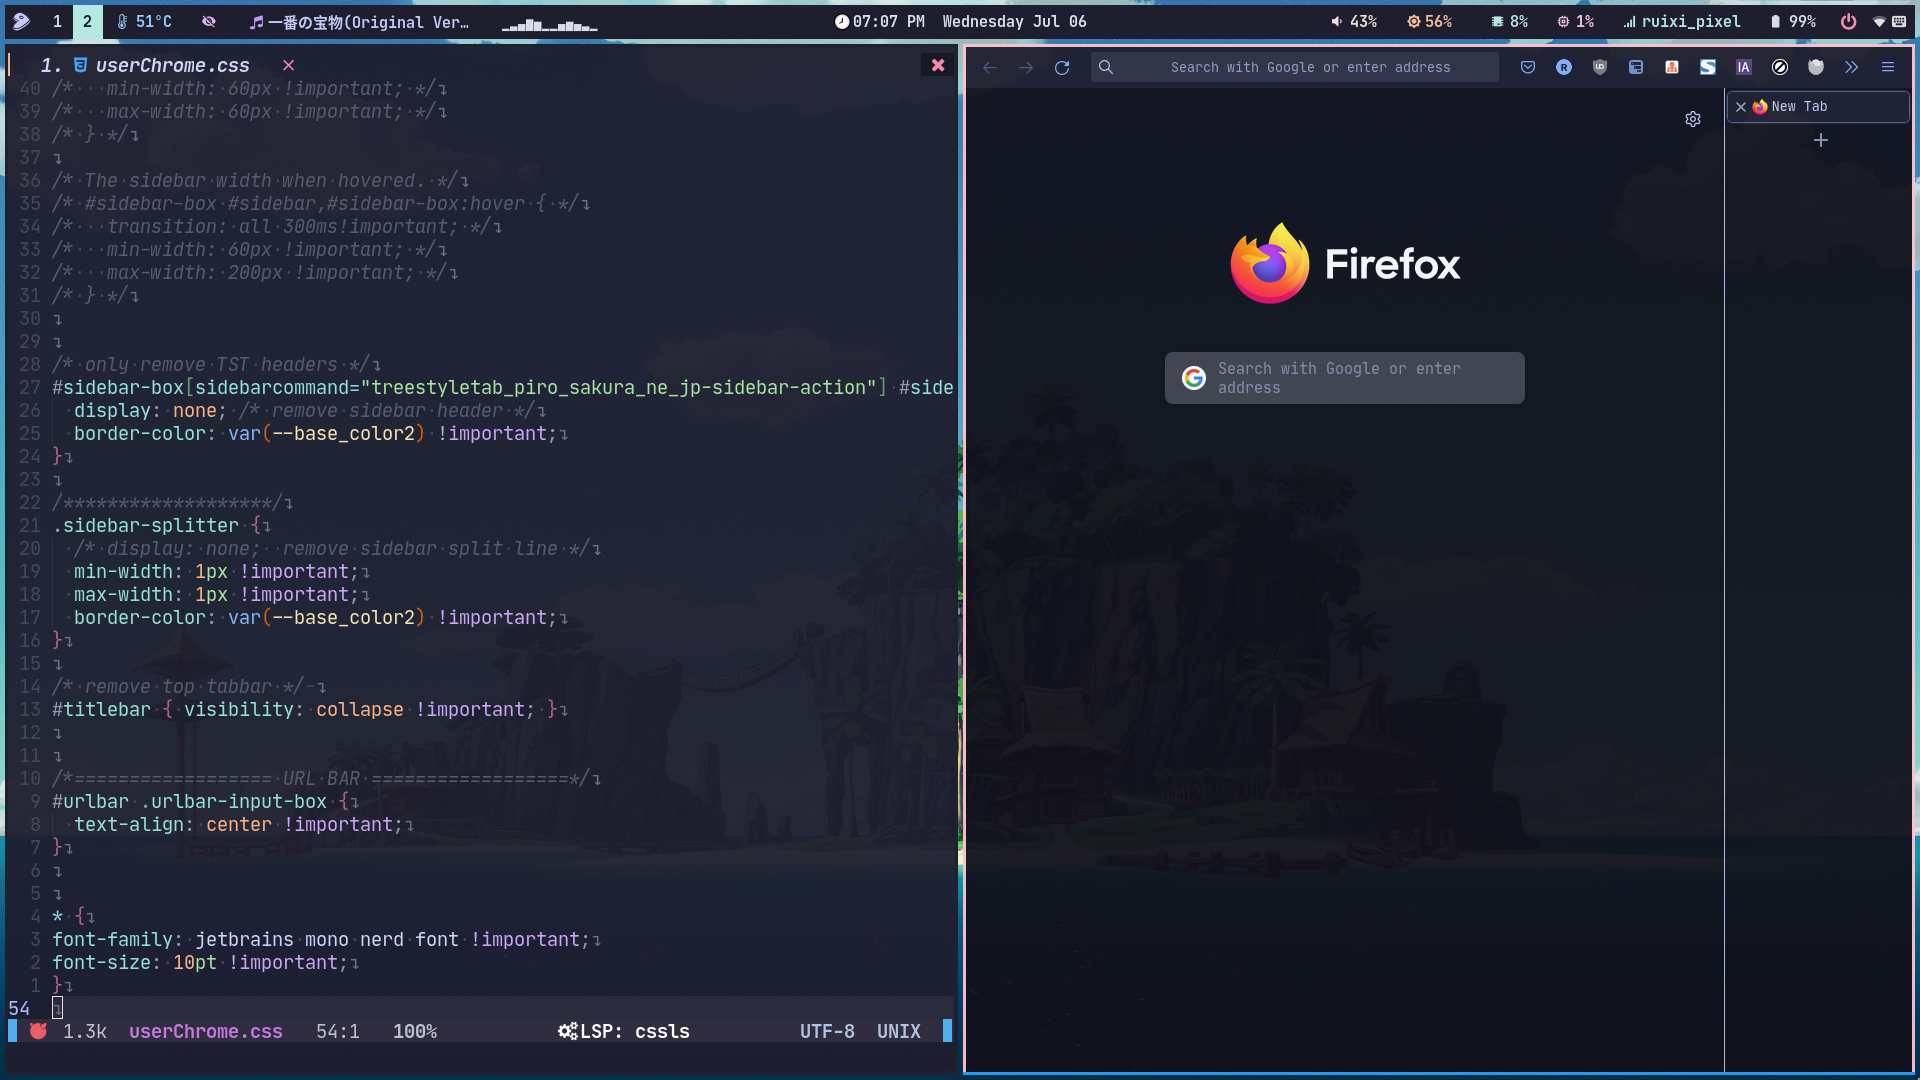 1 2 51°C 一番の宝物(Original Ver… 07:07 PM Wednesday Jul 06 43% 56% 8% 1% ruixi_pixel 99%
1. userChrome.css
40 /*   min-width: 60px !important; */
39 /*   max-width: 60px !important; */
38 /* } */
37
36 /* The sidebar width when hovered. */
35 /* #sidebar-box #sidebar,#sidebar-box:hover { */
34 /*   transition: all 300ms!important; */
33 /*   min-width: 60px !important; */
32 /*   max-width: 200px !important; */
31 /* } */
30
29
28 /* only remove TST headers */
27 #sidebar-box[sidebarcommand="treestyletab_piro_sakura_ne_jp-sidebar-action"] #side
26   display: none; /* remove sidebar header */
25   border-color: var(--base_color2) !important;
24 }
23
22 /*******************/
21 .sidebar-splitter {
20   /* display: none;  remove sidebar split line */
19   min-width: 1px !important;
18   max-width: 1px !important;
17   border-color: var(--base_color2) !important;
16 }
15
14 /* remove top tabbar */
13 #titlebar { visibility: collapse !important; }
12
11
10 /*================== URL BAR ==================*/
9 #urlbar .urlbar-input-box {
8   text-align: center !important;
7 }
6
5
4 * {
3 font-family: jetbrains mono nerd font !important;
2 font-size: 10pt !important;
1 }
54
1.3k userChrome.css 54:1 100% LSP: cssls UTF-8 UNIX
Search with Google or enter address
R
IA
New Tab
Firefox
G Search with Google or enter
address